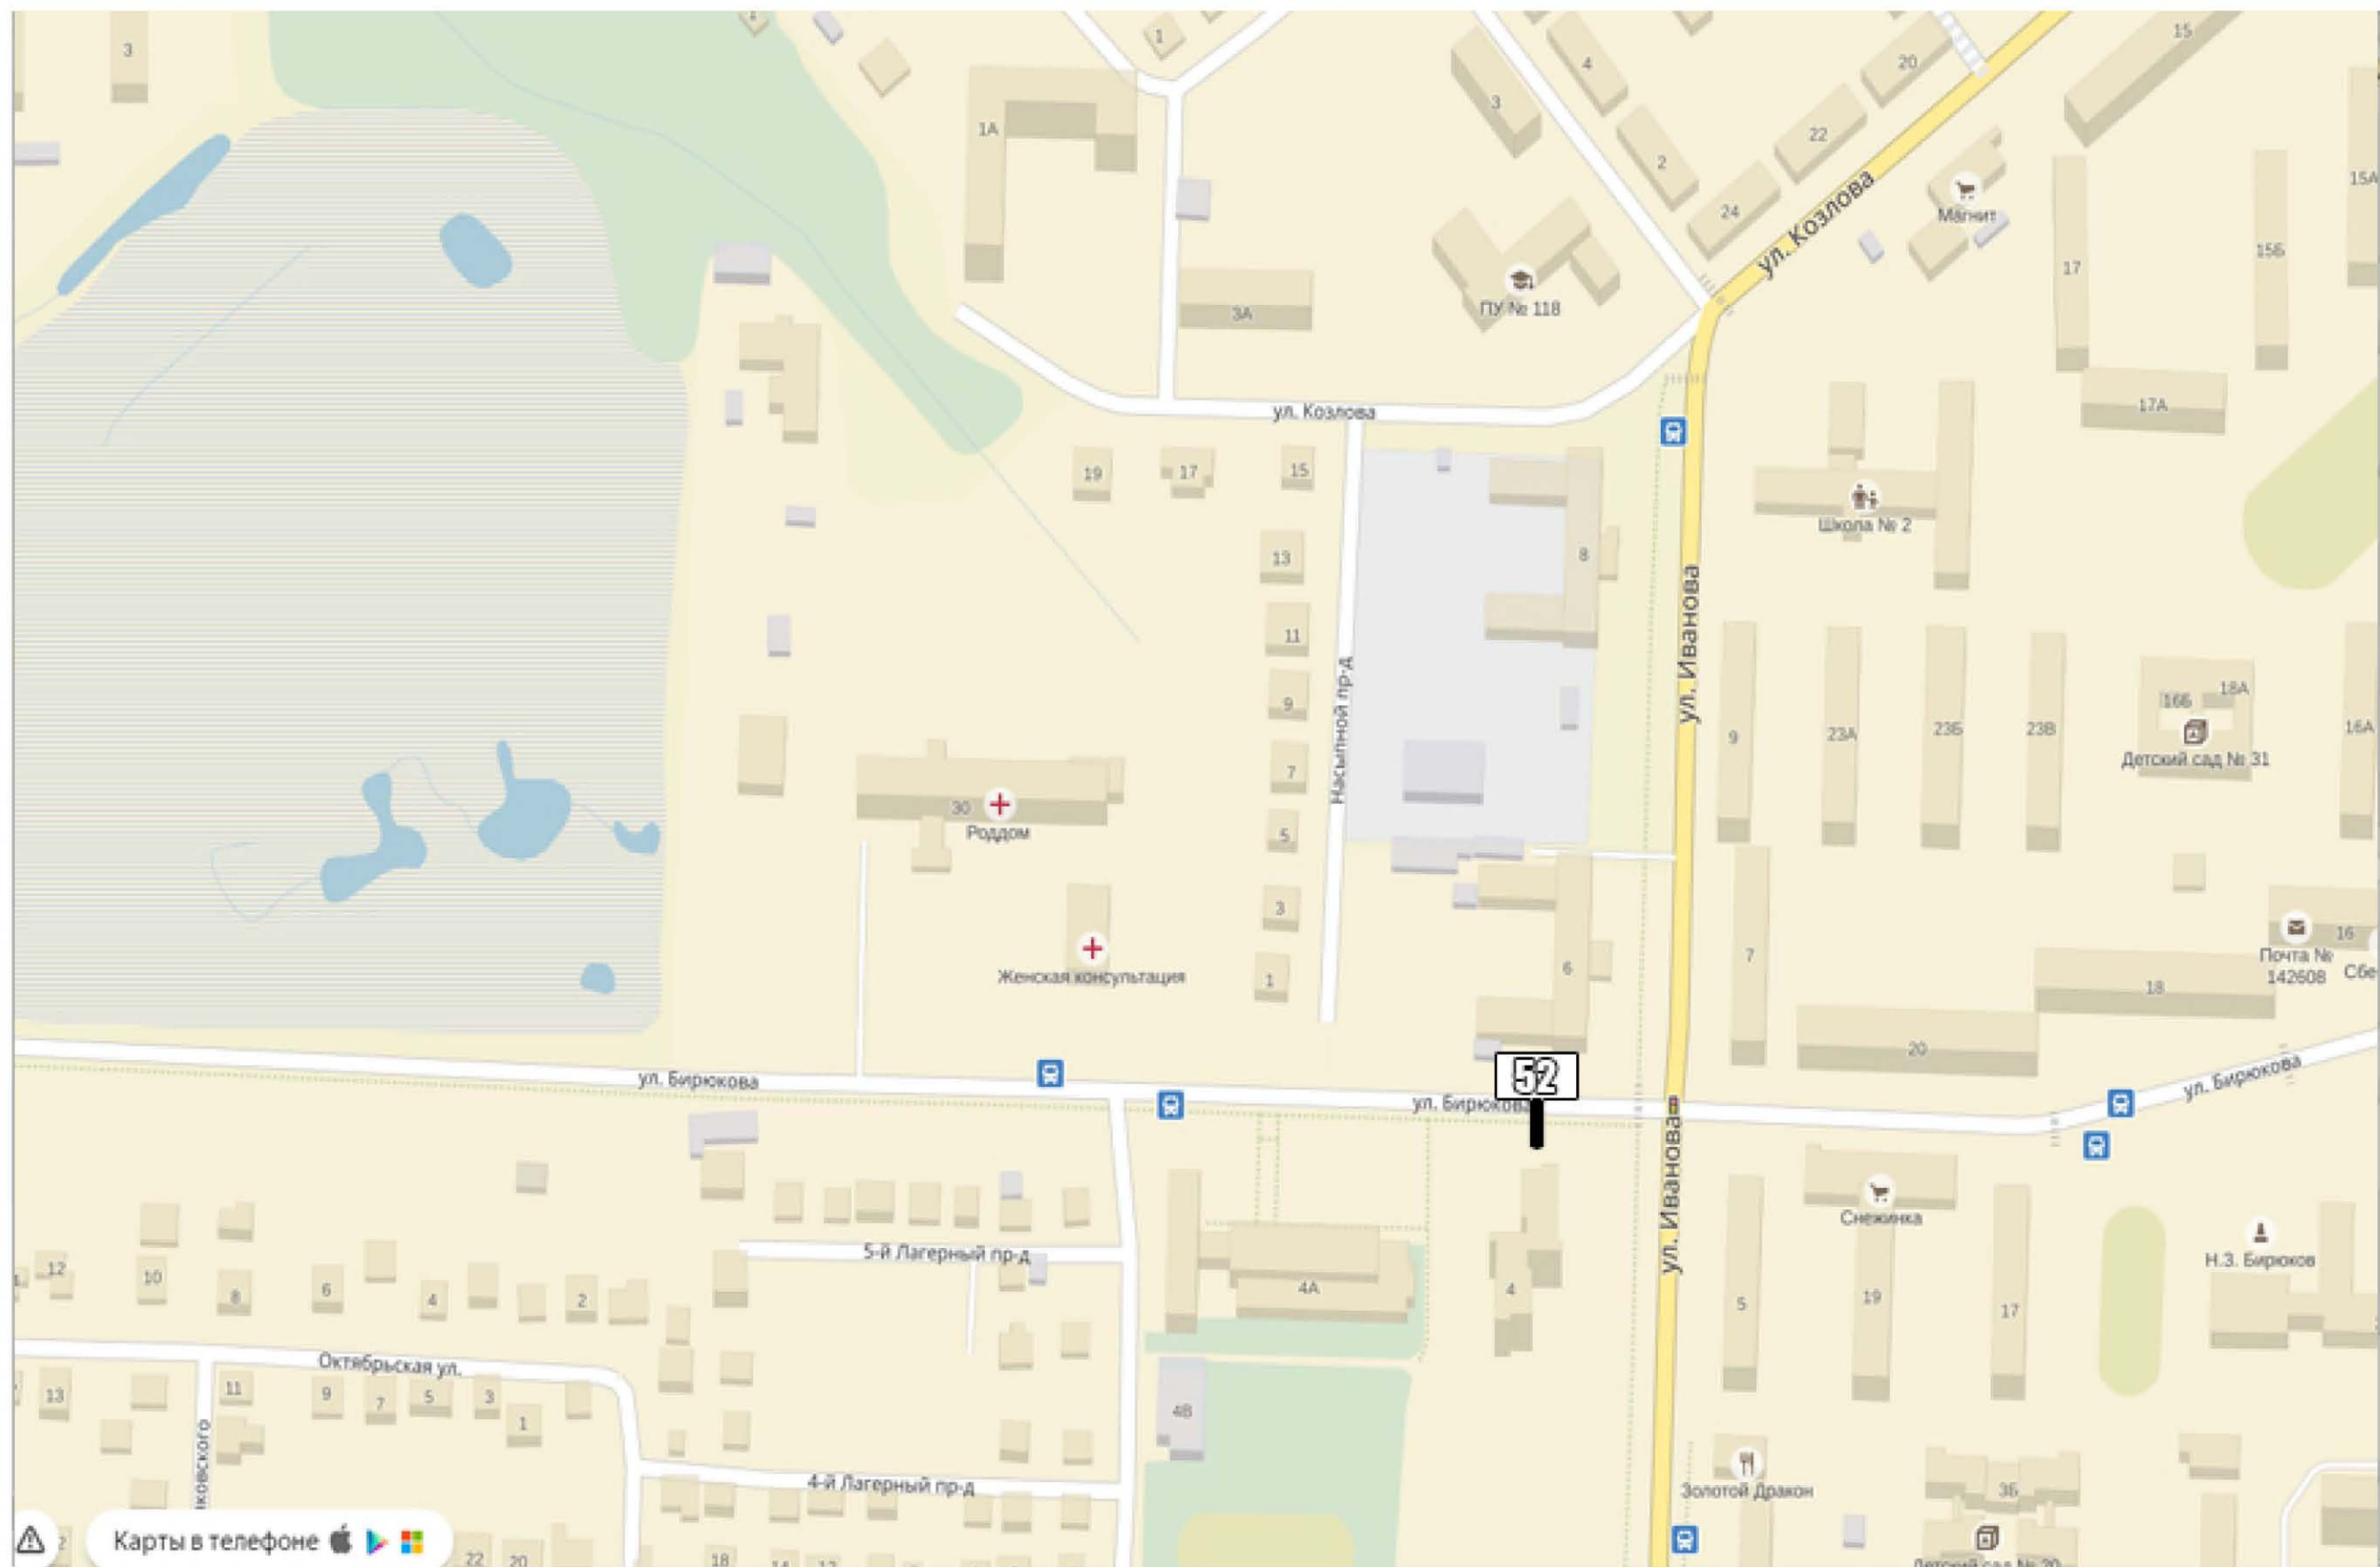 3
1
1А
4
20
15
3
22
2
24
ул. Козлова
Магнит
15А
17
15Б
ПУ № 118
3А
ул. Козлова
17А
19
17
15
Школа № 2
8
13
11
ул. Иванова
9
Насыпной пр-д
9
23А
23Б
23В
16Б
18А
16А
Детский сад № 31
7
30
Роддом
5
3
7
16
Почта №
142608
Сбе
Женская консультация
1
6
18
20
52
ул. Бирюкова
ул. Бирюкова
ул. Бирюкова
ул. Иванова
Снежинка
Н.З. Бирюков
5-й Лагерный пр-д
12
10
8
6
4
2
4А
4
5
19
17
Октябрьская ул.
13
11
9
7
5
3
1
4В
4-й Лагерный пр-д
Золотой Дракон
3Б
Карты в телефоне
22
20
18
Детский сад № 20